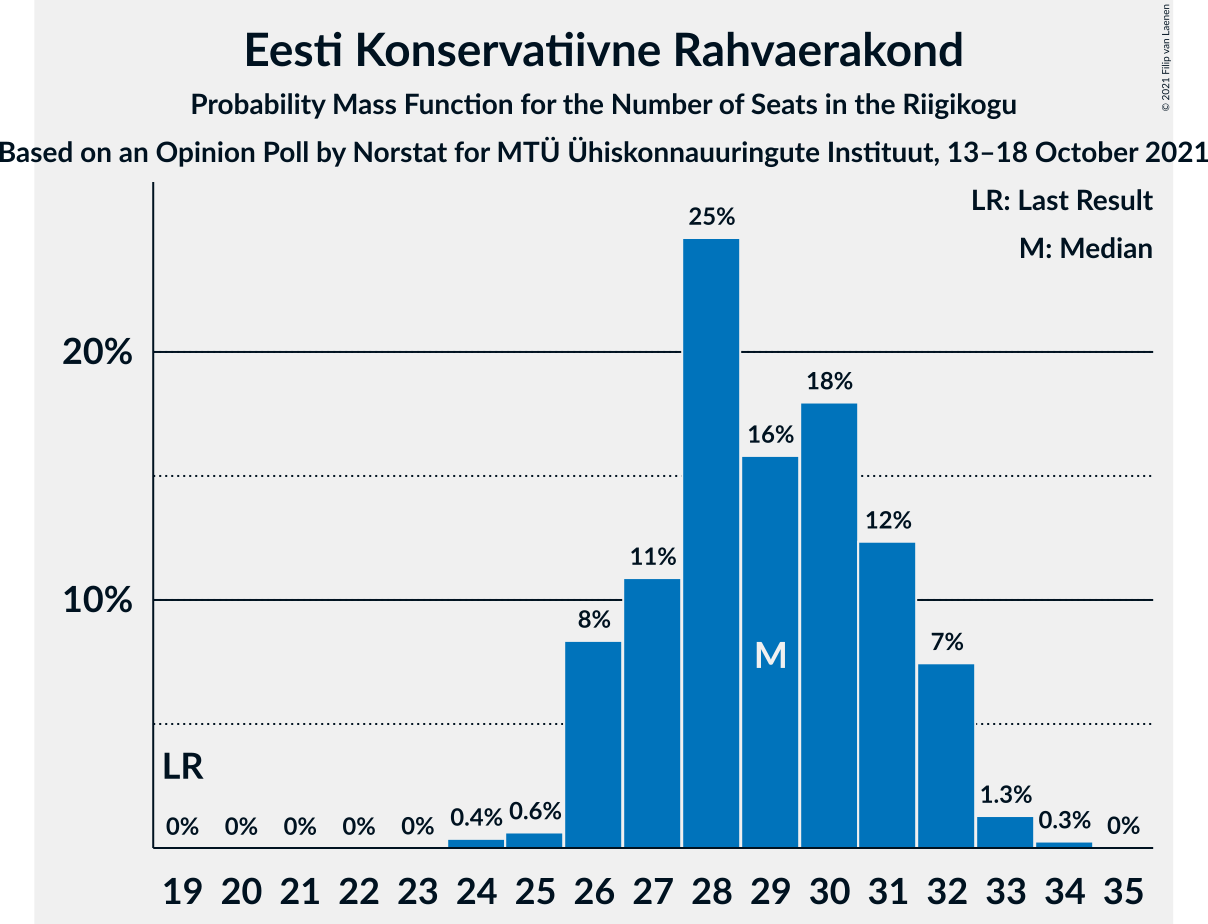 Eesti Konservatiivne Rahvaerakond
Probability Mass Function for the Number of Seats in the Riigikogu
Based on an Opinion Poll by Norstat for MTÜ Ühiskonnauuringute Instituut, 13–18 October 2021
© 2021 Filip van Laenen
LR: Last Result
M: Median
20%
10%
25%
18%
16%
12%
11%
8%
7%
M
LR
0% 0% 0% 0% 0% 0.4% 0.6% 1.3% 0.3% 0%
19 20 21 22 23 24 25 26 27 28 29 30 31 32 33 34 35